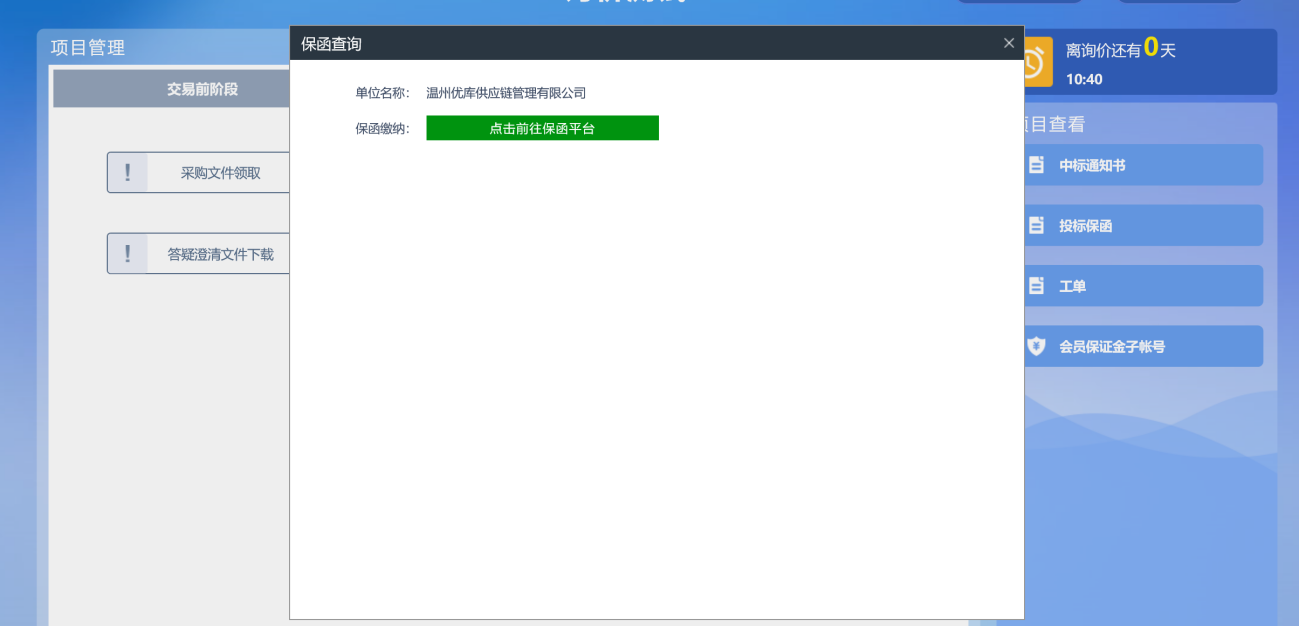 项目管理
交易前阶段
采购文件领取
答疑澄清文件下载
保函查询
单位名称： 温州优库供应链管理有限公司
保函缴纳： 点击前往保函平台
离询价还有0天
10:40
项目查看
中标通知书
投标保函
工单
会员保证金子帐号